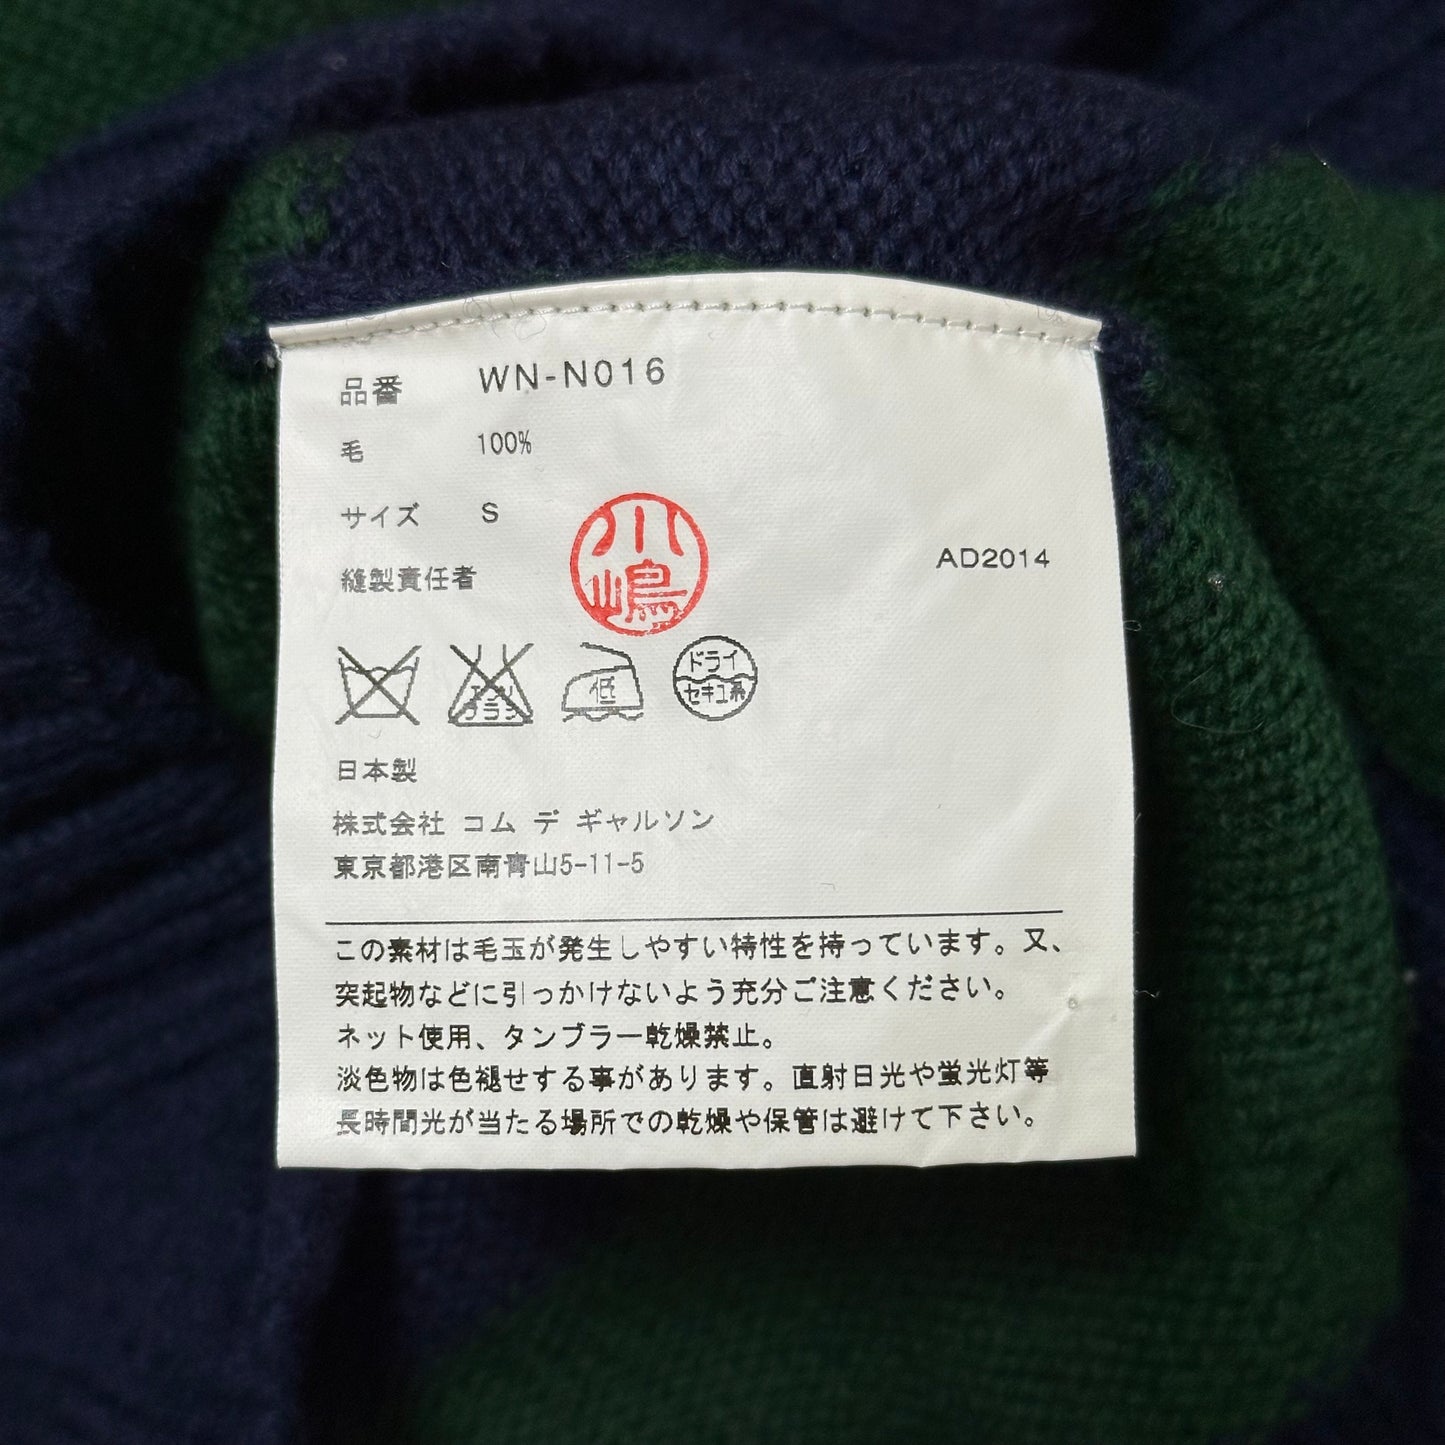 品番 WN-N016
毛 100%
サイズ S
縫製責任者
小嶋
AD2014
エンソ
サラシ
低
ドライ
セキユ系
日本製
株式会社 コム デ ギャルソン
東京都港区南青山5-11-5
この素材は毛玉が発生しやすい特性を持っています。又、
突起物などに引っかけないよう充分ご注意ください。
ネット使用、タンブラー乾燥禁止。
淡色物は色褪せする事があります。直射日光や蛍光灯等
長時間光が当たる場所での乾燥や保管は避けて下さい。